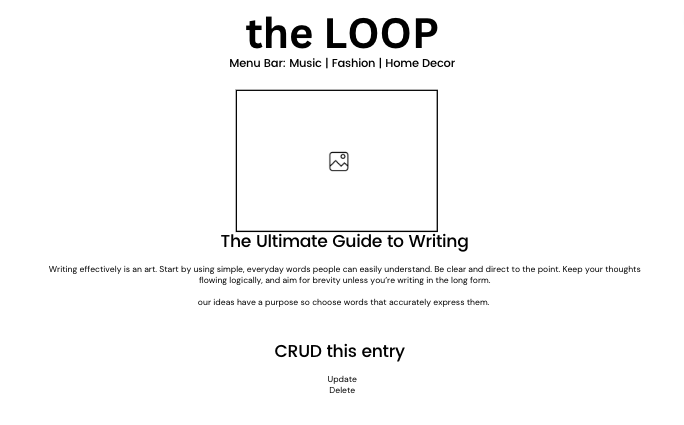 the LOOP
Menu Bar: Music | Fashion | Home Decor
The Ultimate Guide to Writing
Writing effectively is an art. Start by using simple, everyday words people can easily understand. Be clear and direct to the point. Keep your thoughts
flowing logically, and aim for brevity unless you're writing in the long form.
our ideas have a purpose so choose words that accurately express them.
CRUD this entry
Update
Delete